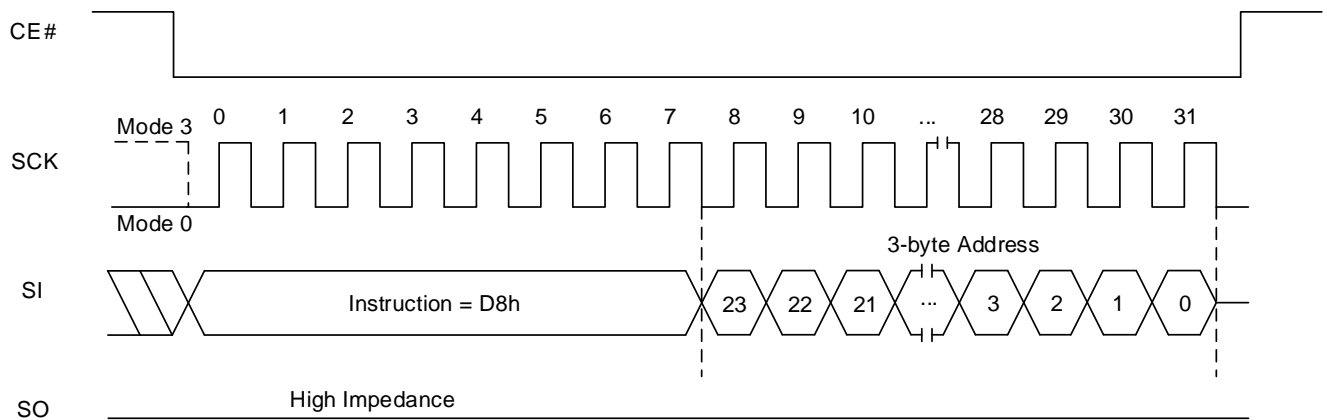 CE#
0 1 2 3 4 5 6 7 8 9 10 ... 28 29 30 31
Mode 3
SCK
Mode 0
3-byte Address
SI
Instruction = D8h 23 22 21 ... 3 2 1 0
High Impedance
SO